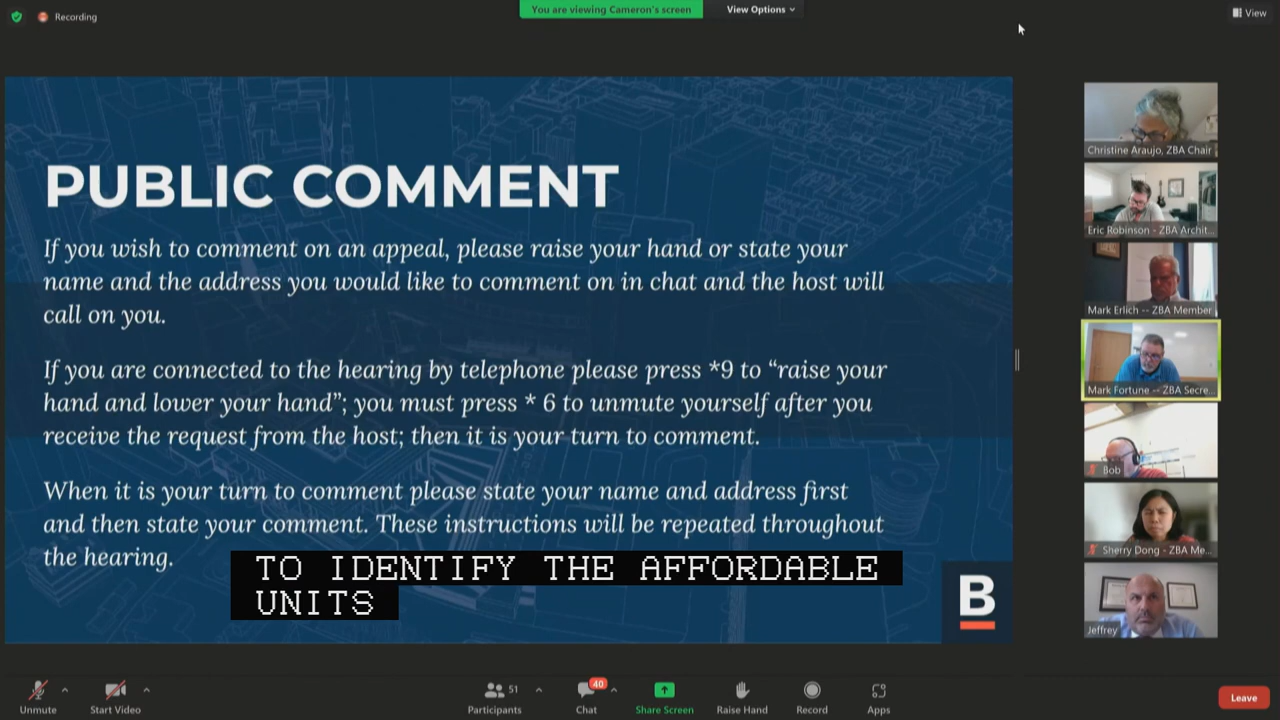 Recording
You are viewing Cameron's screen
View Options
View
PUBLIC COMMENT
If you wish to comment on an appeal, please raise your hand or state your
name and the address you would like to comment on in chat and the host will
call on you.
If you are connected to the hearing by telephone please press *9 to “raise your
hand and lower your hand”; you must press * 6 to unmute yourself after you
receive the request from the host; then it is your turn to comment.
When it is your turn to comment please state your name and address first
and then state your comment. These instructions will be repeated throughout
the hearing.
TO IDENTIFY THE AFFORDABLE
UNITS
B
Christine Araujo, ZBA Chair
Eric Robinson - ZBA Archit...
Mark Erlich -- ZBA Member
Mark Fortune -- ZBA Secre...
Bob
Sherry Dong - ZBA Me...
Jeffrey
Unmute
Start Video
Participants
51
Chat
40
Share Screen
Raise Hand
Record
Apps
Leave